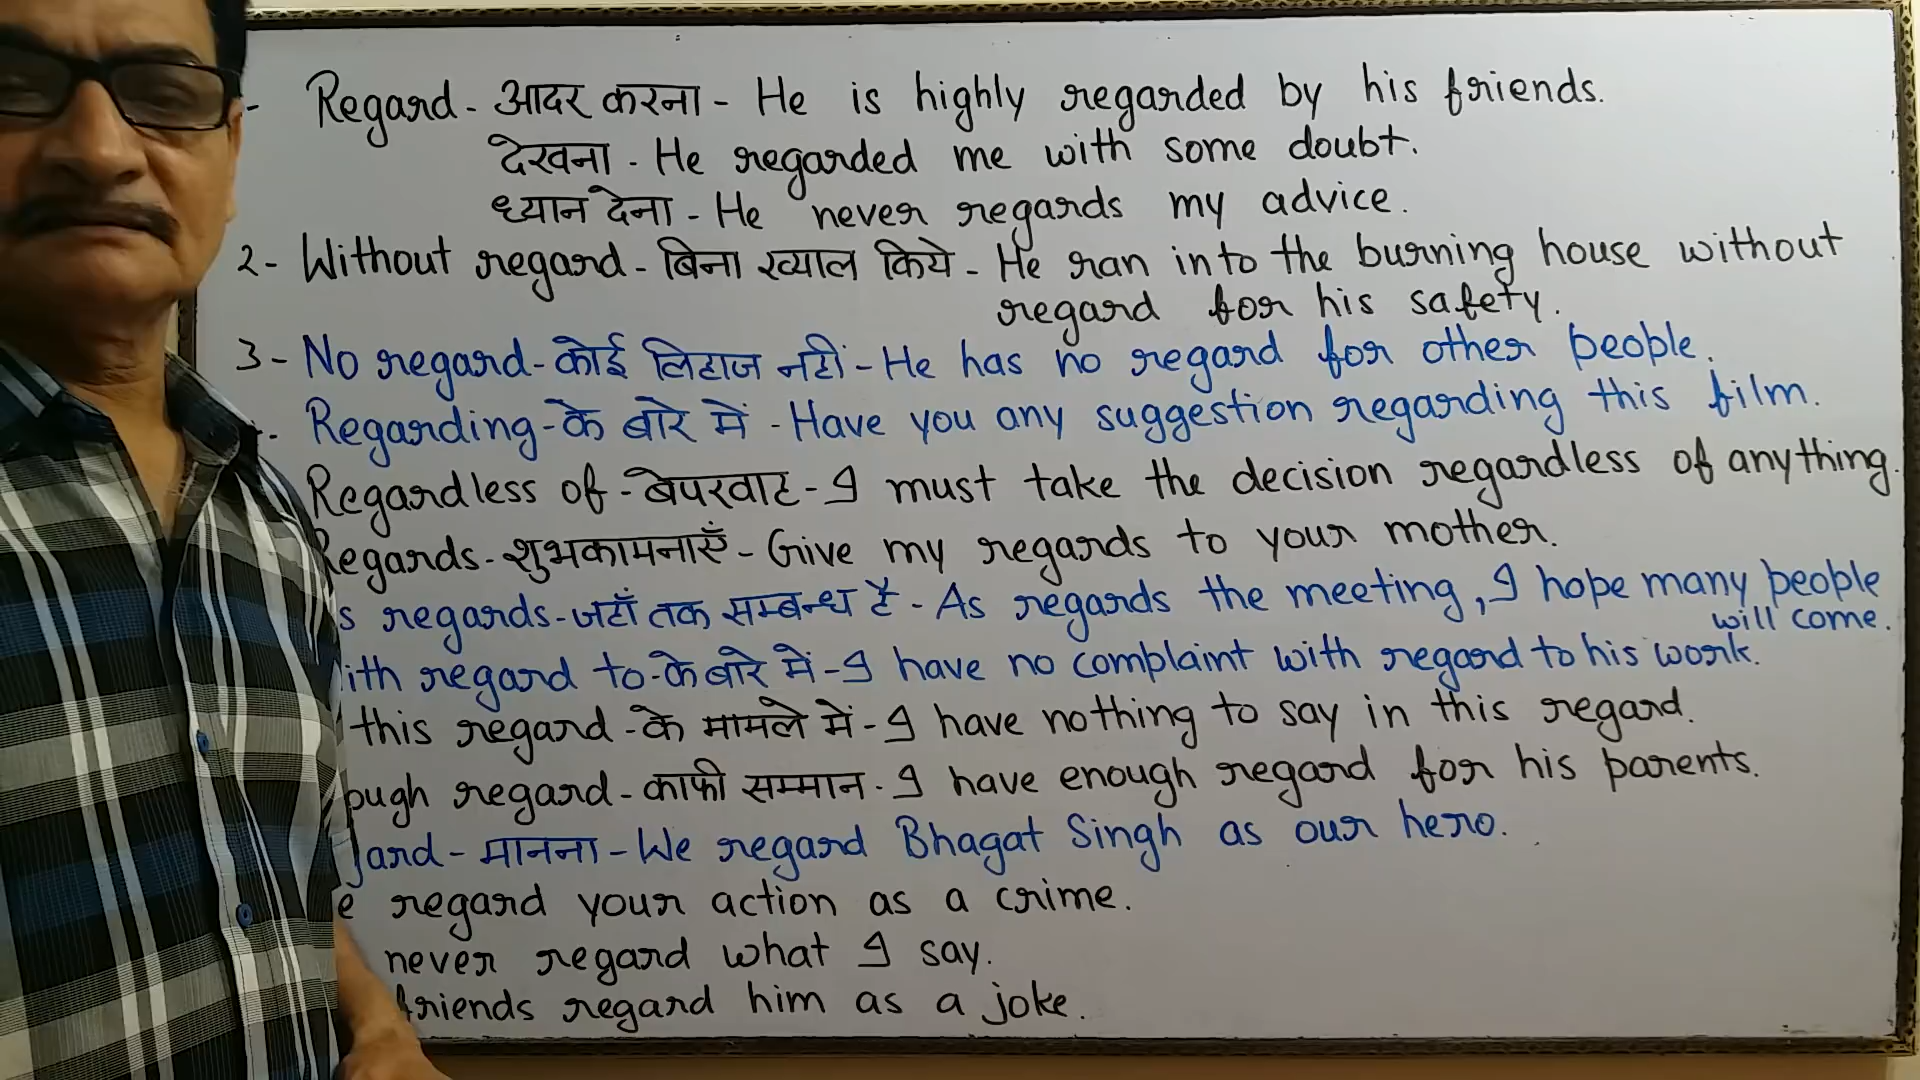 - Regard - आदर करना - He is highly regarded by his friends.
देखना - He regarded me with some doubt.
ध्यान देना - He never regards my advice.
2- Without regard - बिना ख्याल किये - He ran into the burning house without
regard for his safety.
3- No regard - कोई लिहाज नहीं - He has no regard for other people.
Regarding - के बारे में - Have you any suggestion regarding this film.
Regardless of - बेपरवाह - I must take the decision regardless of anything.
Regards - शुभकामनाएँ - Give my regards to your mother.
s regards - जहाँ तक सम्बन्ध है - As regards the meeting, I hope many people
will come.
ith regard to - के बारे में - I have no complaint with regard to his work.
this regard - के मामले में - I have nothing to say in this regard.
ough regard - काफी सम्मान - I have enough regard for his parents.
gard - मानना - We regard Bhagat Singh as our hero.
e regard your action as a crime.
never regard what I say.
friends regard him as a joke.